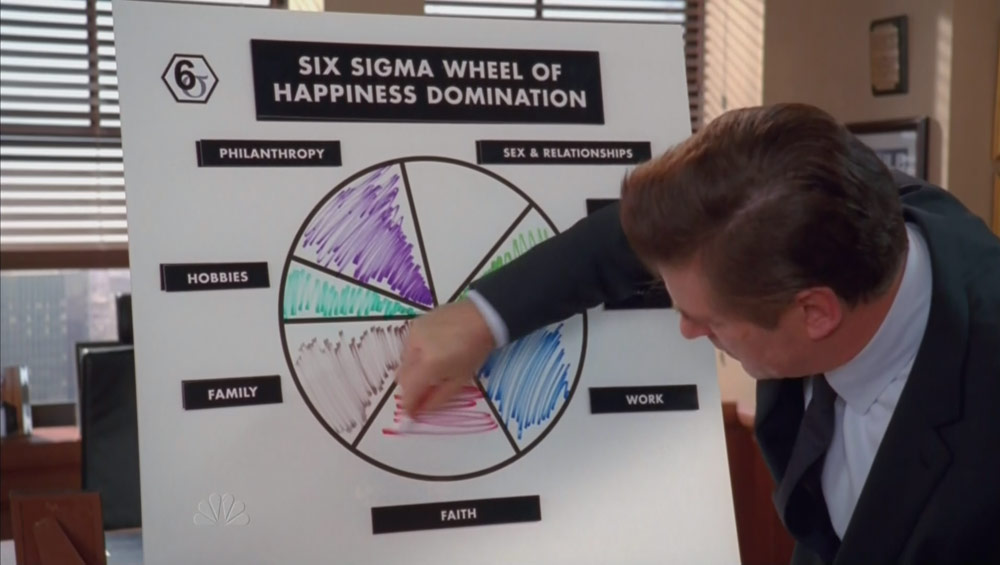 6σ
SIX SIGMA WHEEL OF
HAPPINESS DOMINATION
PHILANTHROPY
SEX & RELATIONSHIPS
HOBBIES
FAMILY
WORK
FAITH